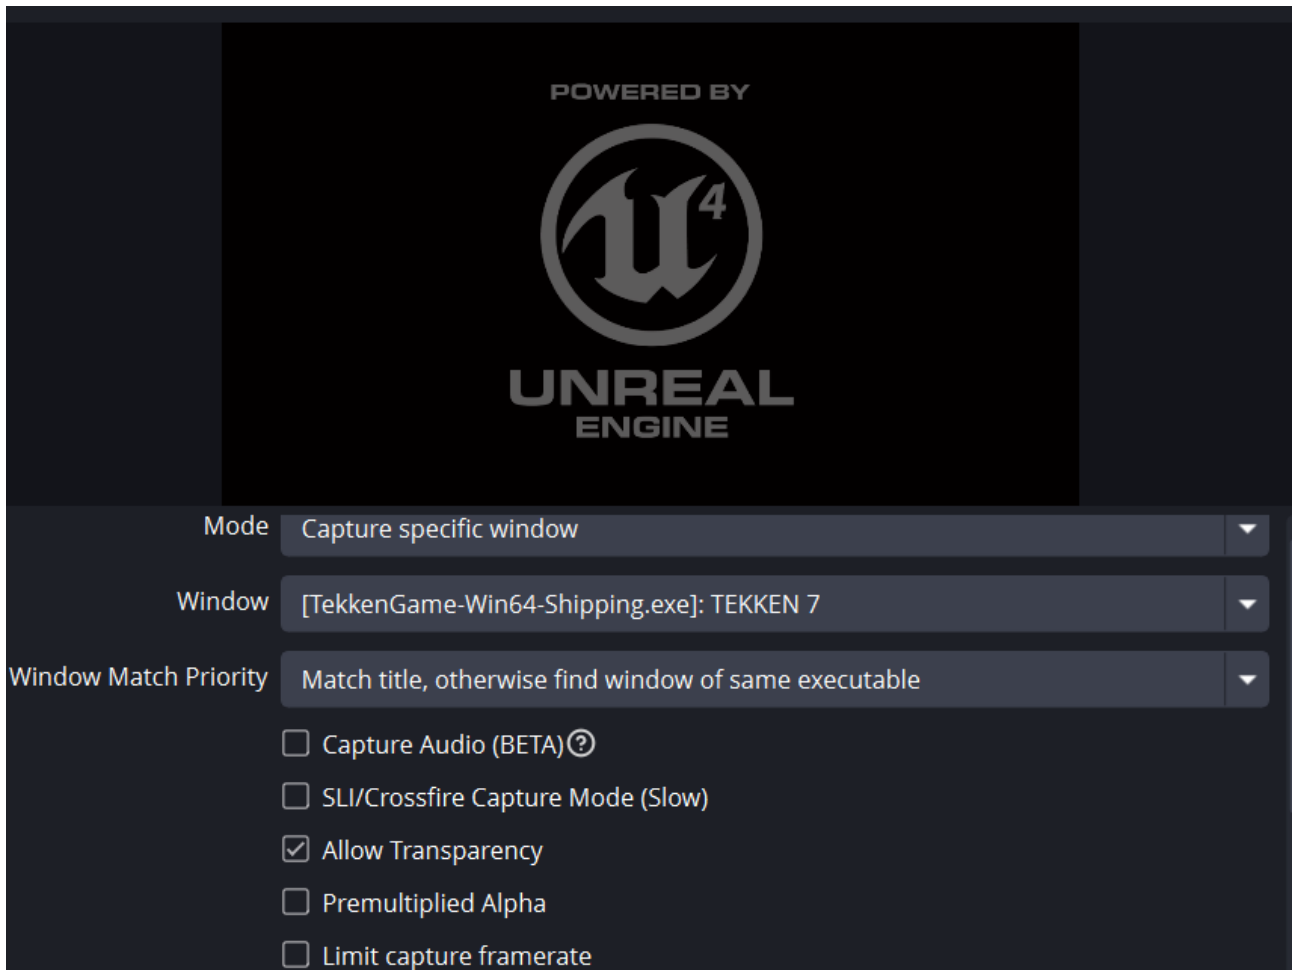 POWERED BY
4
UNREAL
ENGINE
Mode Capture specific window
Window [TekkenGame-Win64-Shipping.exe]: TEKKEN 7
Window Match Priority Match title, otherwise find window of same executable
Capture Audio (BETA) ?
SLI/Crossfire Capture Mode (Slow)
Allow Transparency
Premultiplied Alpha
Limit capture framerate